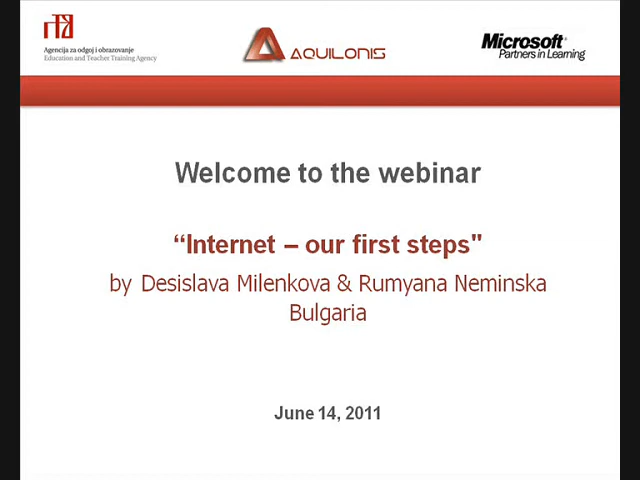 Agencija za odgoj i obrazovanje
Education and Teacher Training Agency
AQUILONIS
Microsoft®
Partners in Learning
Welcome to the webinar
“Internet – our first steps"
by Desislava Milenkova & Rumyana Neminska
Bulgaria
June 14, 2011